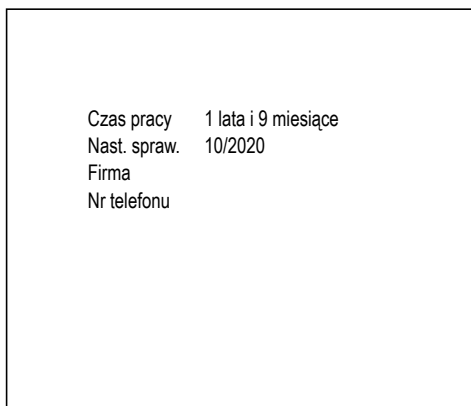 Czas pracy 1 lata i 9 miesiące
Nast. spraw. 10/2020
Firma
Nr telefonu